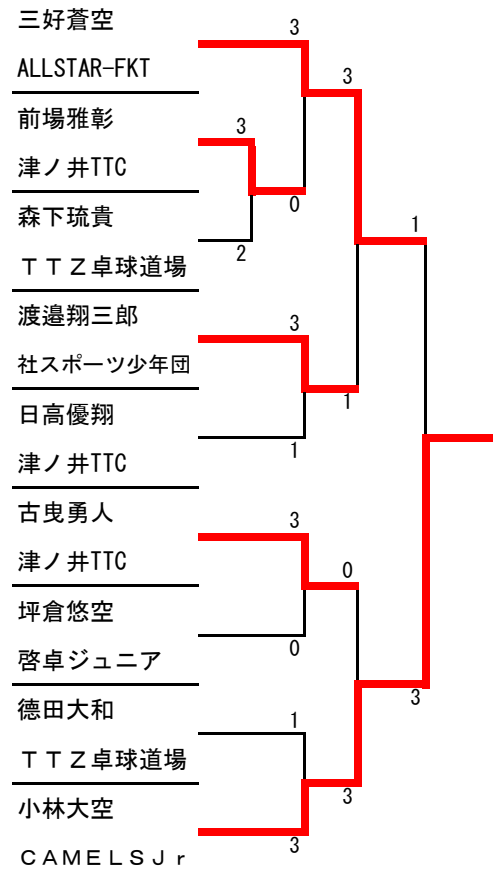 三好蒼空
3
ALLSTAR-FKT
3
前場雅彰
3
津ノ井TTC
0
森下琉貴
2
1
ＴＴＺ卓球道場
渡邉翔三郎
3
社スポーツ少年団
1
日高優翔
1
津ノ井TTC
古曳勇人
3
津ノ井TTC
0
坪倉悠空
0
啓卓ジュニア
3
德田大和
1
ＴＴＺ卓球道場
3
小林大空
3
ＣＡＭＥＬＳＪｒ